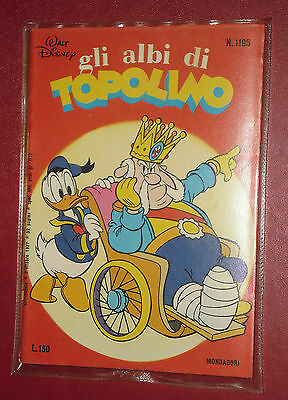 WALT
DISNEY
N. 1195
gli albi di
TOPOLINO
L. 150
MONDADORI